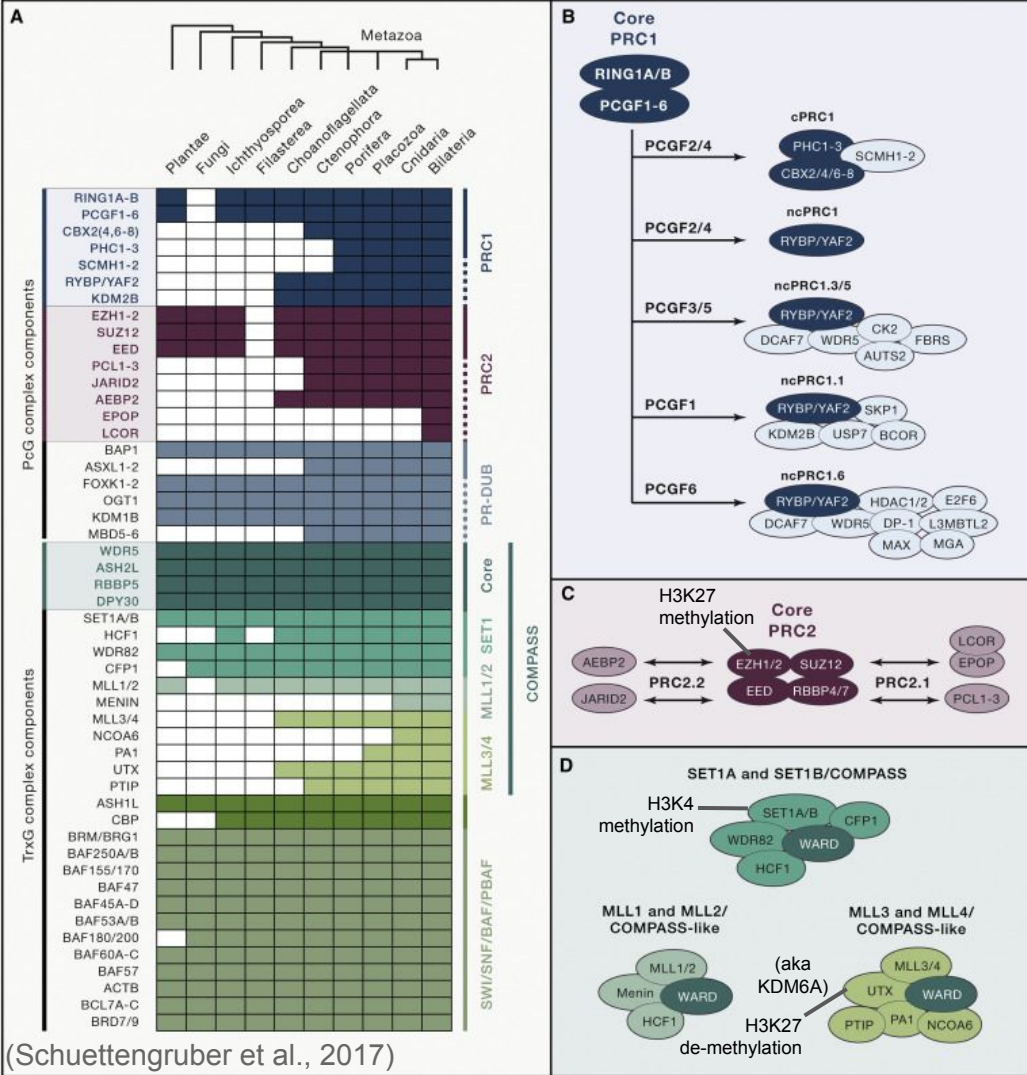 A
Metazoa
Plantae
Fungi
Ichthyosporea
Filasterea
Choanoflagellata
Ctenophora
Porifera
Placozoa
Cnidaria
Bilateria
PcG complex components
RING1A-B
PCGF1-6
CBX2(4,6-8)
PHC1-3
SCMH1-2
RYBP/YAF2
KDM2B
PRC1
EZH1-2
SUZ12
EED
PCL1-3
JARID2
AEBP2
EPOP
LCOR
PRC2
BAP1
ASXL1-2
FOXK1-2
OGT1
KDM1B
MBD5-6
PR-DUB
TrxG complex components
WDR5
ASH2L
RBBP5
DPY30
Core
SET1A/B
HCF1
WDR82
CFP1
SET1
MLL1/2
MENIN
MLL1/2
MLL3/4
NCOA6
PA1
UTX
PTIP
MLL3/4
COMPASS
ASH1L
CBP
BRM/BRG1
BAF250A/B
BAF155/170
BAF47
BAF45A-D
BAF53A/B
BAF180/200
BAF60A-C
BAF57
ACTB
BCL7A-C
BRD7/9
SWI/SNF/BAF/PBAF
(Schuettengruber et al., 2017)
B
Core
PRC1
RING1A/B
PCGF1-6
PCGF2/4
cPRC1
PHC1-3
SCMH1-2
CBX2/4/6-8
PCGF2/4
ncPRC1
RYBP/YAF2
PCGF3/5
ncPRC1.3/5
RYBP/YAF2
CK2
DCAF7
WDR5
FBRS
AUTS2
PCGF1
ncPRC1.1
RYBP/YAF2
SKP1
KDM2B
USP7
BCOR
PCGF6
ncPRC1.6
RYBP/YAF2
HDAC1/2
E2F6
DCAF7
WDR5
DP-1
L3MBTL2
MAX
MGA
C
H3K27
methylation
Core
PRC2
AEBP2
JARID2
PRC2.2
EZH1/2
SUZ12
EED
RBBP4/7
PRC2.1
LCOR
EPOP
PCL1-3
D
SET1A and SET1B/COMPASS
H3K4
methylation
SET1A/B
CFP1
WDR82
WARD
HCF1
MLL1 and MLL2/
COMPASS-like
MLL1/2
Menin
WARD
HCF1
MLL3 and MLL4/
COMPASS-like
(aka
KDM6A)
MLL3/4
UTX
WARD
PTIP
PA1
NCOA6
H3K27
de-methylation